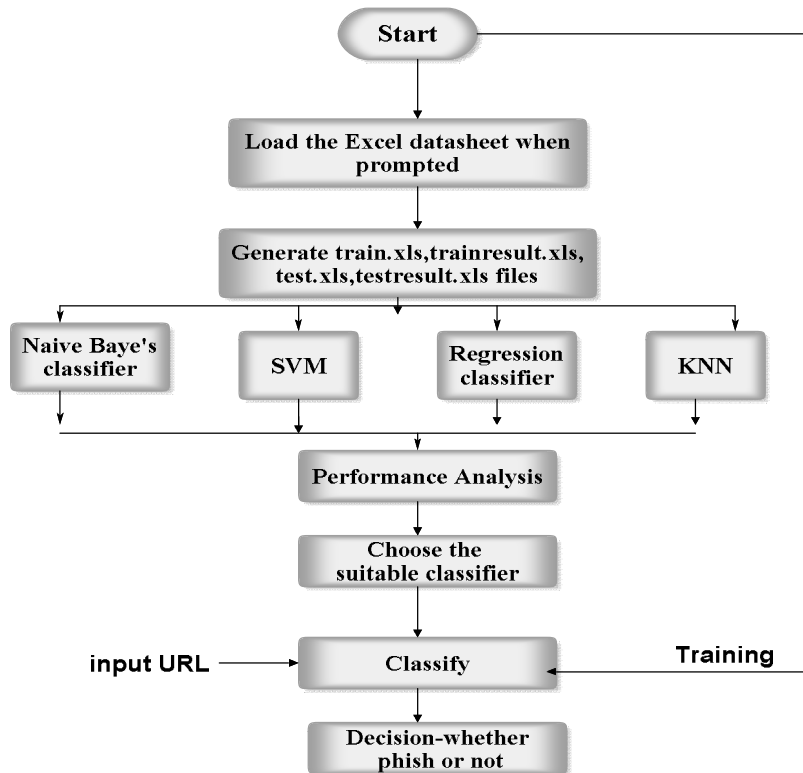 Start
Load the Excel datasheet when
prompted
Generate train.xls,trainresult.xls,
test.xls,testresult.xls files
Naive Baye's
classifier
SVM
Regression
classifier
KNN
Performance Analysis
Choose the
suitable classifier
input URL
Classify
Training
Decision-whether
phish or not